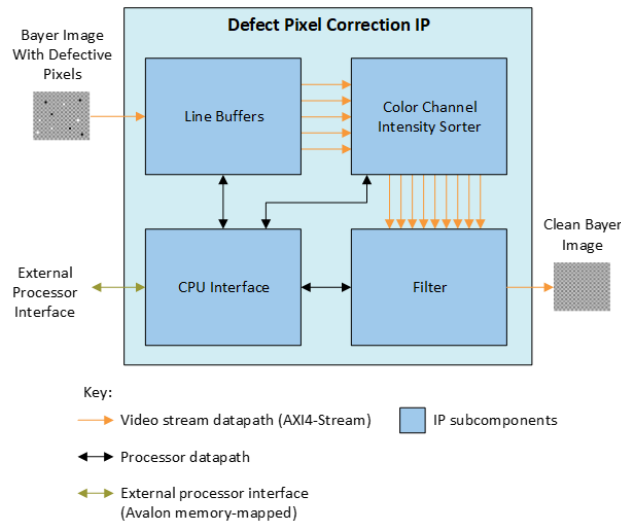 Defect Pixel Correction IP
Bayer Image
With Defective
Pixels
Line Buffers
Color Channel
Intensity Sorter
Clean Bayer
Image
External
Processor
Interface
CPU Interface
Filter
Key:
Video stream datapath (AXI4-Stream)
IP subcomponents
Processor datapath
External processor interface
(Avalon memory-mapped)